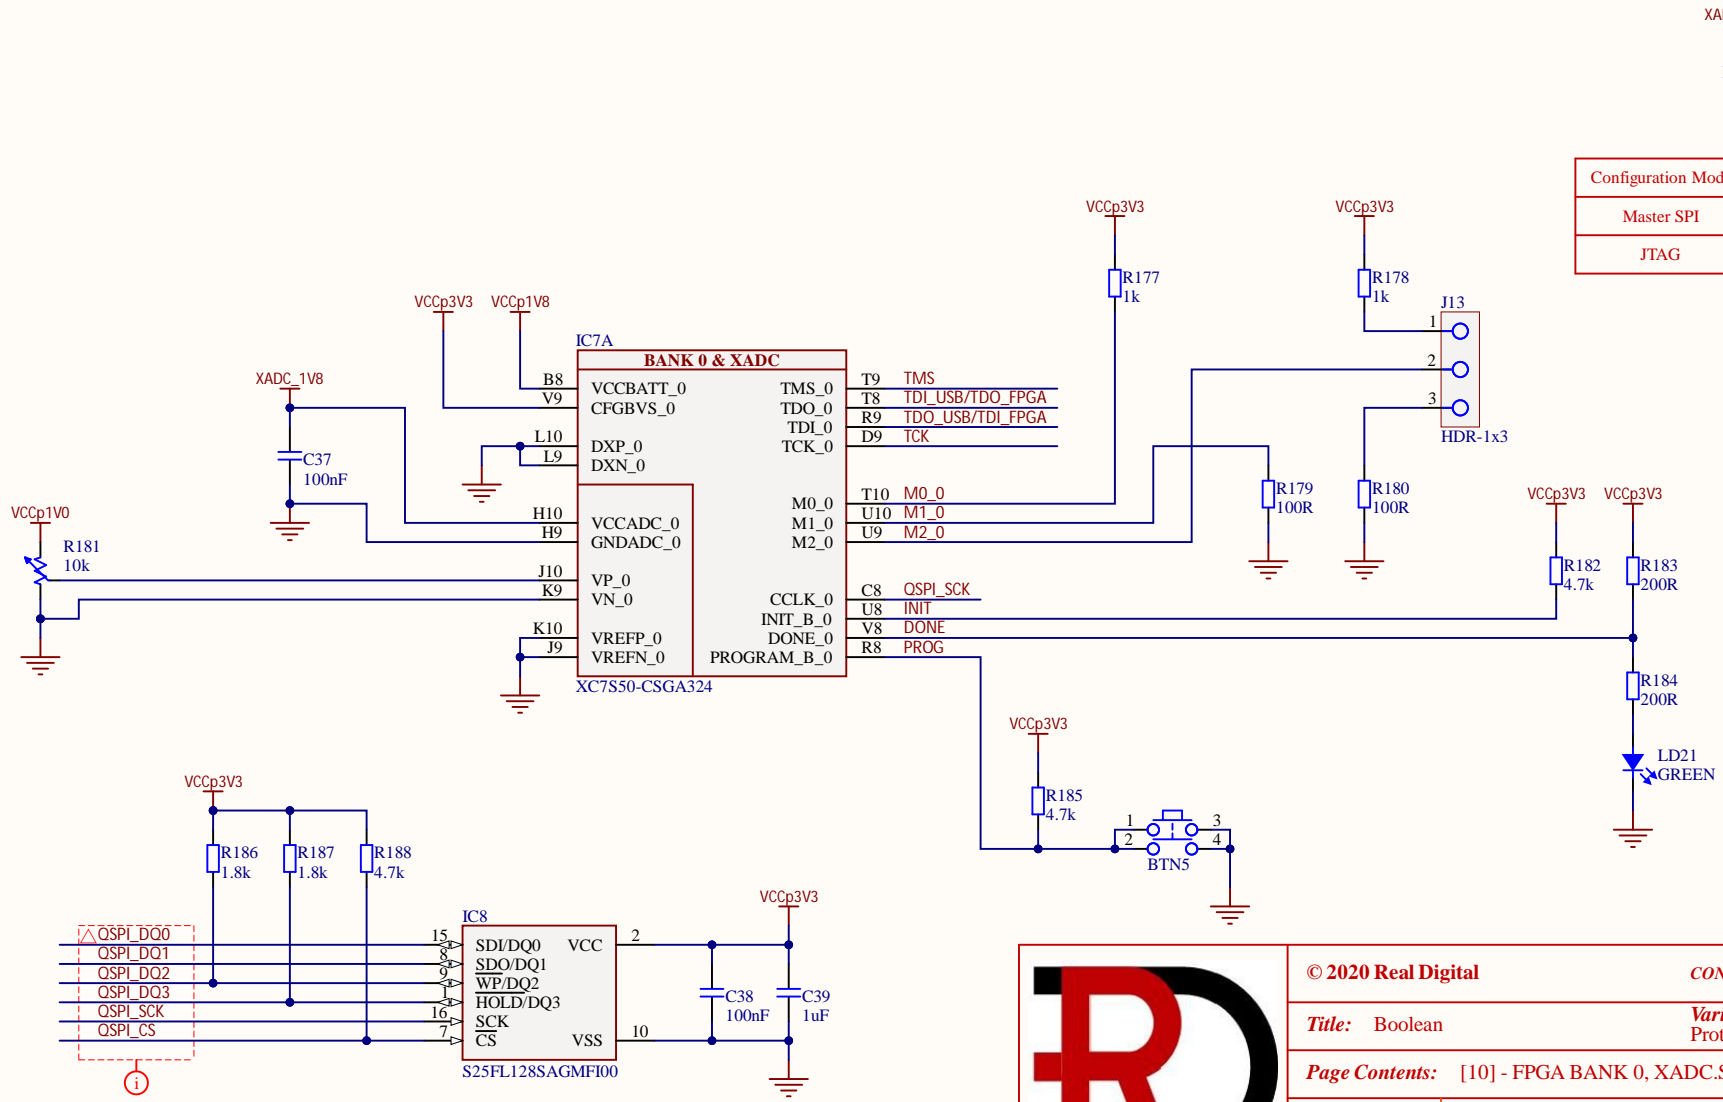 XA
Configuration Mod
Master SPI
JTAG
VCCp3V3
R177
1k
VCCp3V3
R178
1k
J13
1
2
3
HDR-1x3
VCCp3V3
VCCp1V8
XADC_1V8
C37
100nF
IC7A
BANK 0 & XADC
B8 VCCBATT_0
V9 CFGBVS_0
L10 DXP_0
L9 DXN_0
H10 VCCADC_0
H9 GNDADC_0
J10 VP_0
K9 VN_0
K10 VREFP_0
J9 VREFN_0
TMS_0 T9 TMS
TDO_0 T8 TDI_USB/TDO_FPGA
TDI_0 R9 TDO_USB/TDI_FPGA
TCK_0 D9 TCK
M0_0 T10 M0_0
M1_0 U10 M1_0
M2_0 U9 M2_0
CCLK_0 C8 QSPI_SCK
INIT_B_0 U8 INIT
DONE_0 V8 DONE
PROGRAM_B_0 R8 PROG
XC7S50-CSGA324
VCCp1V0
R181
10k
R179
100R
R180
100R
VCCp3V3
R182
4.7k
VCCp3V3
R183
200R
R184
200R
LD21
GREEN
VCCp3V3
R185
4.7k
1
2
3
4
BTN5
VCCp3V3
R186
1.8k
R187
1.8k
R188
4.7k
IC8
QSPI_DQ0 15 SDI/DQ0
QSPI_DQ1 8 SDO/DQ1
QSPI_DQ2 9 WP/DQ2
QSPI_DQ3 1 HOLD/DQ3
QSPI_SCK 16 SCK
QSPI_CS 7 CS
VCC 2
VSS 10
S25FL128SAGMFI00
i
VCCp3V3
C38
100nF
C39
1uF
© 2020 Real Digital
CON
Title: Boolean
Vari
Prot
Page Contents: [10] - FPGA BANK 0, XADC.S